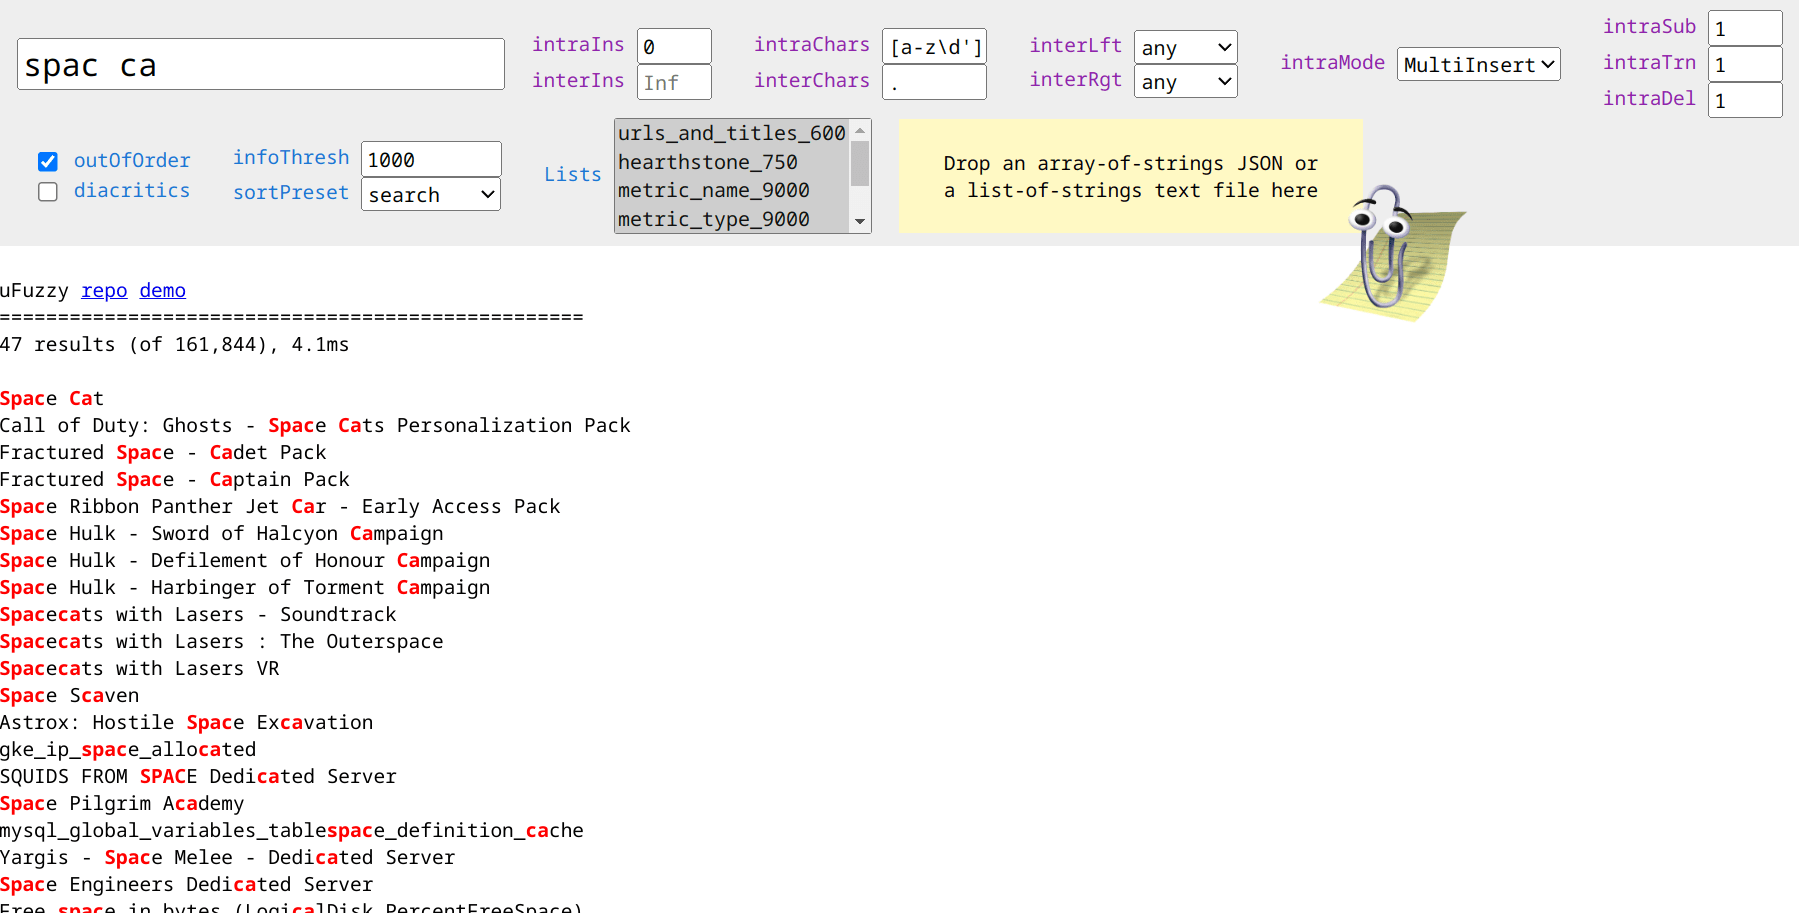 spac ca
intraIns 0
interIns Inf
intraChars [a-z\d']
interChars .
interLft any
interRgt any
intraMode MultiInsert
intraSub 1
intraTrn 1
intraDel 1
outOfOrder
diacritics
infoThresh 1000
sortPreset search
Lists
urls_and_titles_600
hearthstone_750
metric_name_9000
metric_type_9000
Drop an array-of-strings JSON or
a list-of-strings text file here
uFuzzy repo demo
==================================================
47 results (of 161,844), 4.1ms
Space Cat
Call of Duty: Ghosts - Space Cats Personalization Pack
Fractured Space - Cadet Pack
Fractured Space - Captain Pack
Space Ribbon Panther Jet Car - Early Access Pack
Space Hulk - Sword of Halcyon Campaign
Space Hulk - Defilement of Honour Campaign
Space Hulk - Harbinger of Torment Campaign
Spacecats with Lasers - Soundtrack
Spacecats with Lasers : The Outerspace
Spacecats with Lasers VR
Space Scaven
Astrox: Hostile Space Excavation
gke_ip_space_allocated
SQUIDS FROM SPACE Dedicated Server
Space Pilgrim Academy
mysql_global_variables_tablespace_definition_cache
Yargis - Space Melee - Dedicated Server
Space Engineers Dedicated Server
Free space in bytes (LogicalDisk PercentFreeSpace)